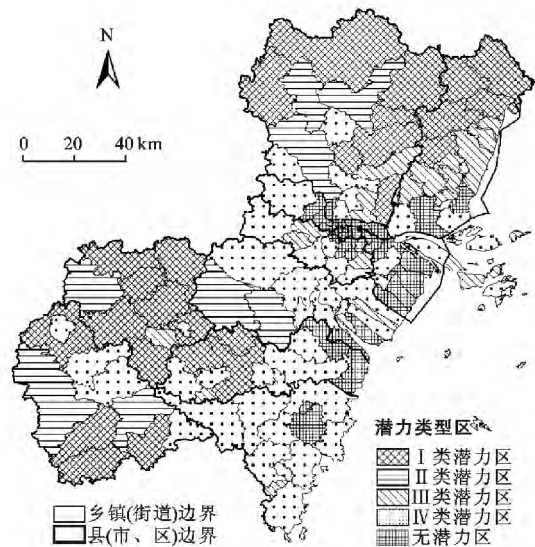 N
0 20 40 km
潜力类型区
Ⅰ类潜力区
Ⅱ类潜力区
Ⅲ类潜力区
Ⅳ类潜力区
无潜力区
乡镇(街道)边界
县(市、区)边界